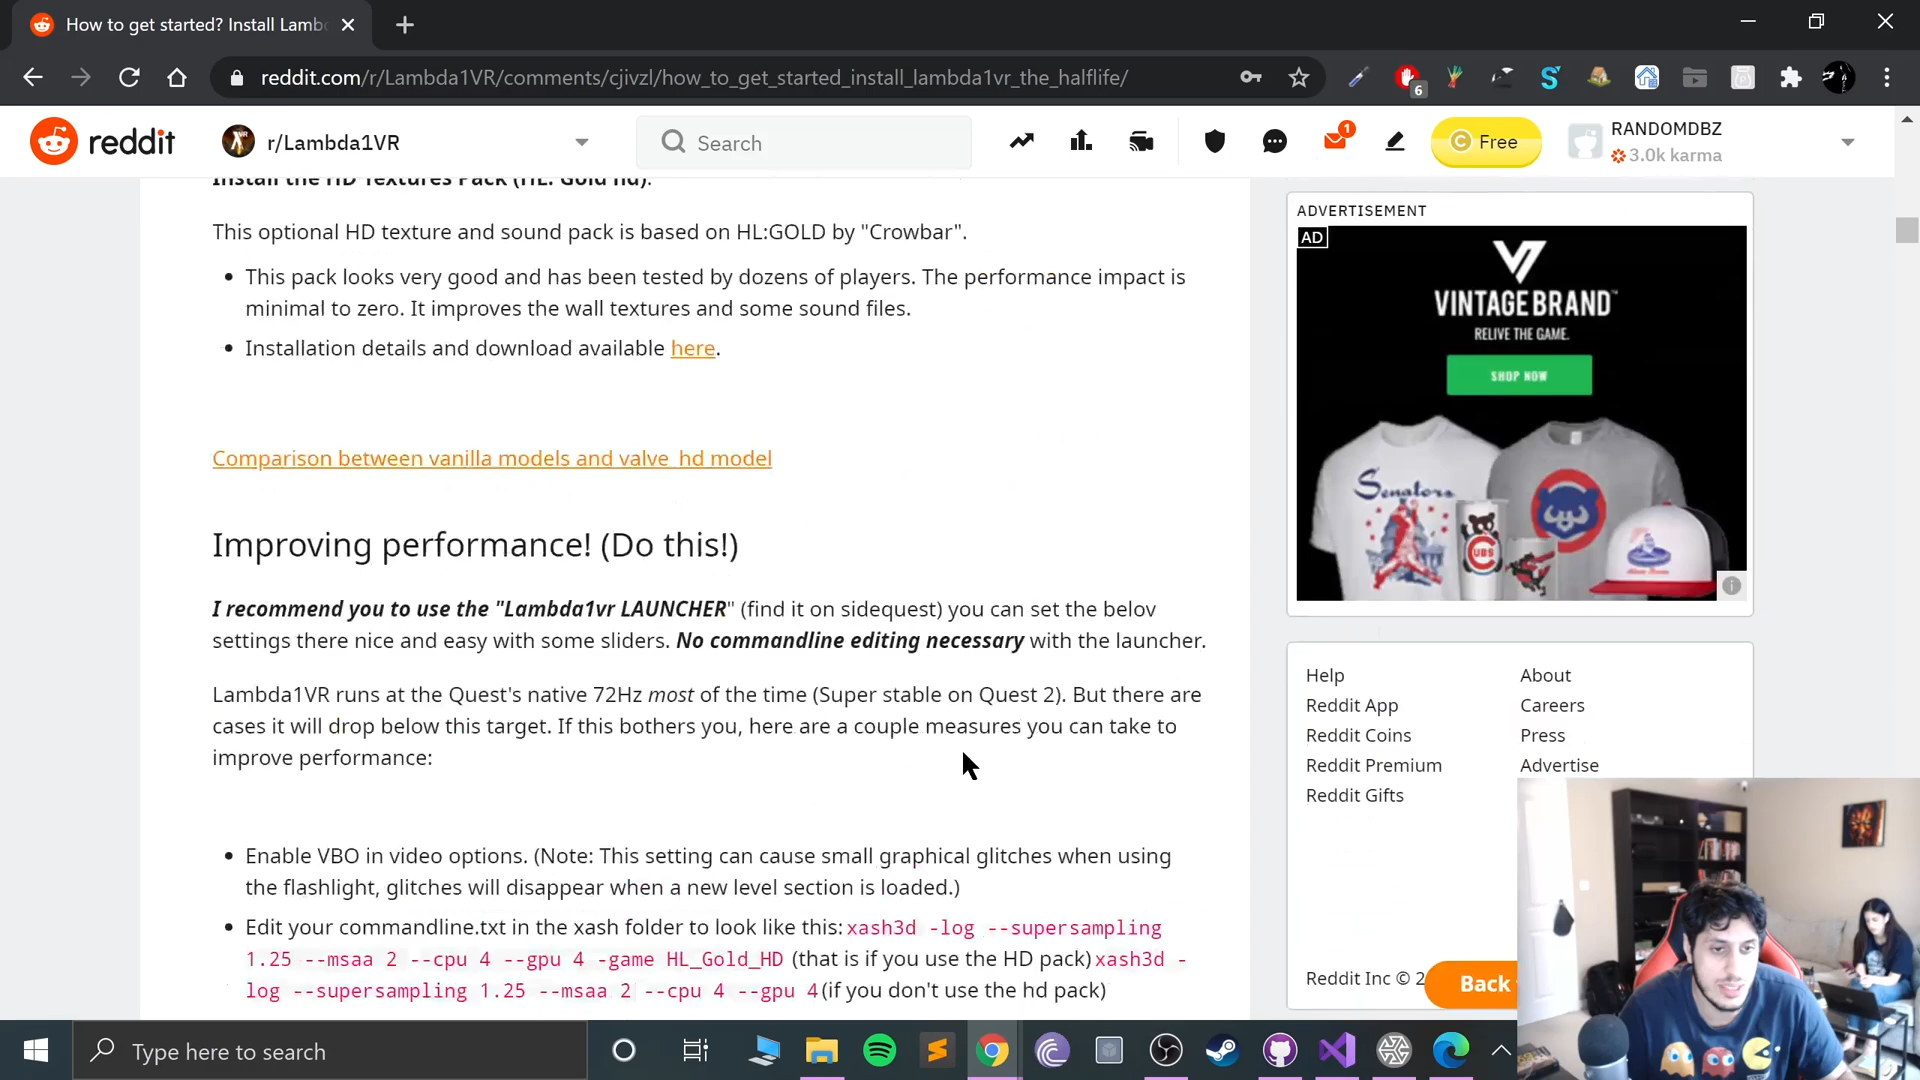 How to get started? Install Lamb
reddit.com/r/Lambda1VR/comments/cjivzl/how_to_get_started_install_lambda1vr_the_halflife/
6
reddit
r/Lambda1VR
Search
1
Free
RANDOMDBZ
3.0k karma
Install the HD Textures Pack (HL: Gold hd):
This optional HD texture and sound pack is based on HL:GOLD by "Crowbar".
• This pack looks very good and has been tested by dozens of players. The performance impact is
minimal to zero. It improves the wall textures and some sound files.
• Installation details and download available here.
Comparison between vanilla models and valve_hd model
Improving performance! (Do this!)
I recommend you to use the "Lambda1vr LAUNCHER" (find it on sidequest) you can set the belov
settings there nice and easy with some sliders. No commandline editing necessary with the launcher.
Lambda1VR runs at the Quest's native 72Hz most of the time (Super stable on Quest 2). But there are
cases it will drop below this target. If this bothers you, here are a couple measures you can take to
improve performance:
• Enable VBO in video options. (Note: This setting can cause small graphical glitches when using
the flashlight, glitches will disappear when a new level section is loaded.)
• Edit your commandline.txt in the xash folder to look like this: xash3d -log --supersampling
1.25 --msaa 2 --cpu 4 --gpu 4 -game HL_Gold_HD (that is if you use the HD pack) xash3d -
log --supersampling 1.25 --msaa 2 --cpu 4 --gpu 4 (if you don't use the hd pack)
ADVERTISEMENT
AD
VINTAGE BRAND™
RELIVE THE GAME.
SHOP NOW
Senators
CUBS
Help
About
Reddit App
Careers
Reddit Coins
Press
Reddit Premium
Advertise
Reddit Gifts
Reddit Inc © 2
Back
Type here to search